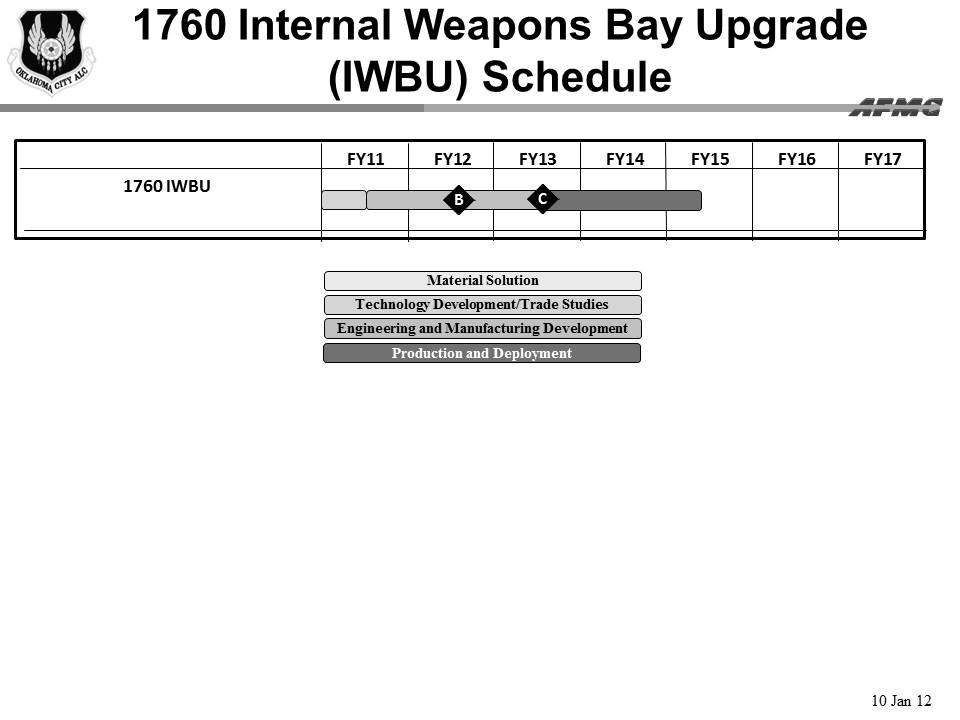 1760 Internal Weapons Bay Upgrade
(IWBU) Schedule
OKLAHOMA CITY ALC
AFMC
FY11 FY12 FY13 FY14 FY15 FY16 FY17
1760 IWBU
B C
Material Solution
Technology Development/Trade Studies
Engineering and Manufacturing Development
Production and Deployment
10 Jan 12